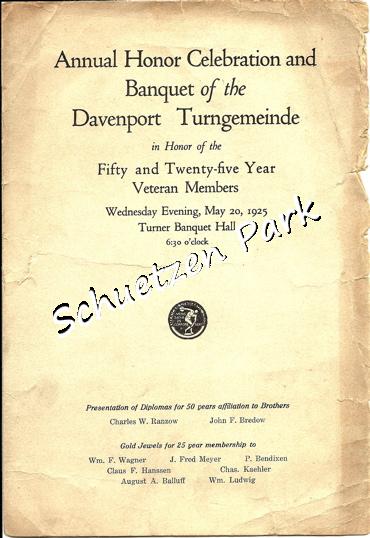 Annual Honor Celebration and
Banquet of the
Davenport Turngemeinde
in Honor of the
Fifty and Twenty-five Year
Veteran Members
Wednesday Evening, May 20, 1925
Turner Banquet Hall
6:30 o'clock
Schuetzen Park
Presentation of Diplomas for 50 years affiliation to Brothers
Charles W. Ranzow John F. Bredow
Gold Jewels for 25 year membership to
Wm. F. Wagner J. Fred Meyer P. Bendixen
Claus F. Hanssen Chas. Kaehler
August A. Balluff Wm. Ludwig